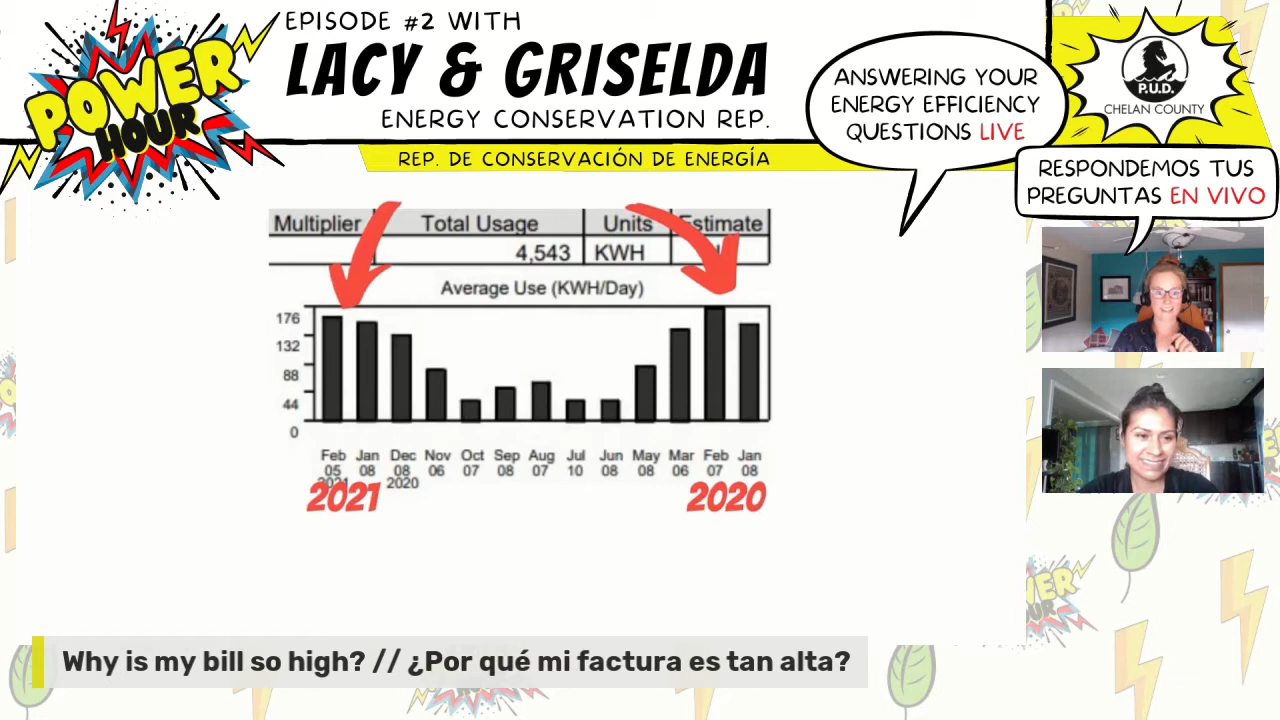 POWER
HOUR
EPISODE #2 WITH
LACY & GRISELDA
ENERGY CONSERVATION REP.
REP. DE CONSERVACIÓN DE ENERGÍA
ANSWERING YOUR
ENERGY EFFICIENCY
QUESTIONS LIVE
P.U.D.
CHELAN COUNTY
RESPONDEMOS TUS
PREGUNTAS EN VIVO
Multiplier Total Usage Units Estimate
4,543 KWH
Average Use (KWH/Day)
176
132
88
44
0
Feb Jan Dec Nov Oct Sep Aug Jul Jun May Mar Feb Jan
05 08 08 06 07 08 07 10 08 08 06 07 08
2021 2020
2021 2020
Why is my bill so high? // ¿Por qué mi factura es tan alta?